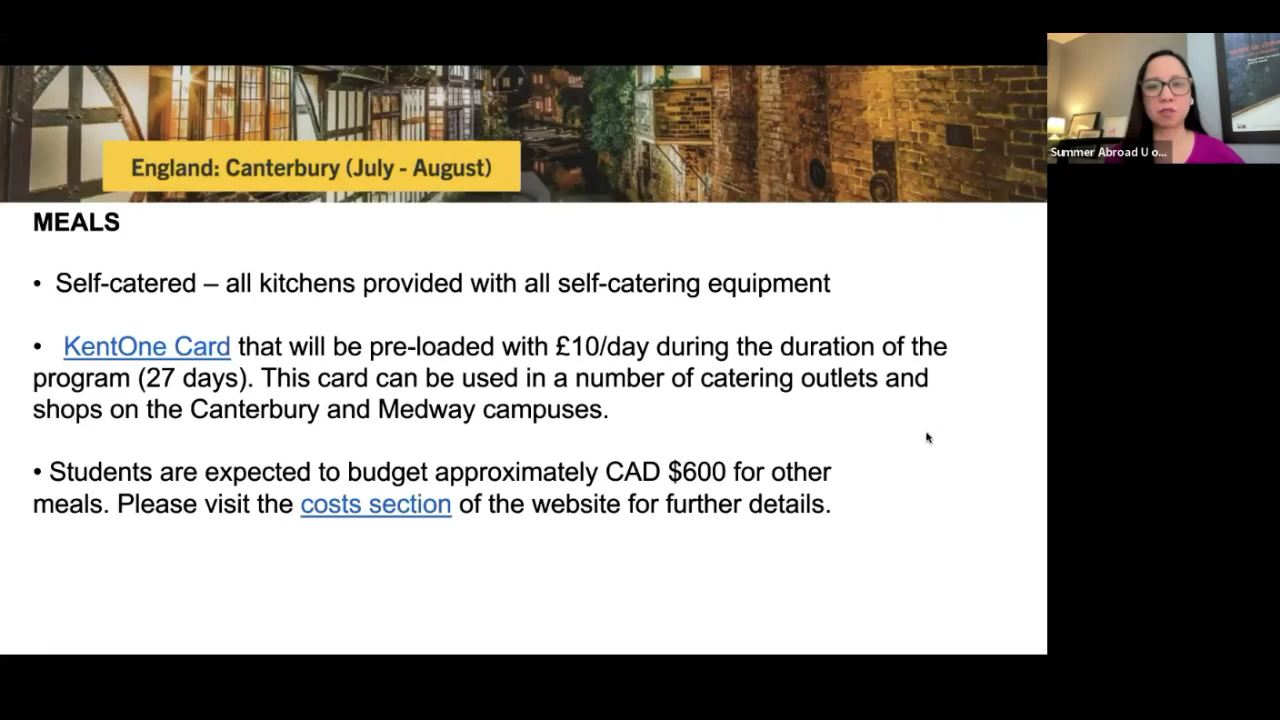 England: Canterbury (July - August)
Summer Abroad U o...
MEALS
• Self-catered – all kitchens provided with all self-catering equipment
• KentOne Card that will be pre-loaded with £10/day during the duration of the
program (27 days). This card can be used in a number of catering outlets and
shops on the Canterbury and Medway campuses.
• Students are expected to budget approximately CAD $600 for other
meals. Please visit the costs section of the website for further details.